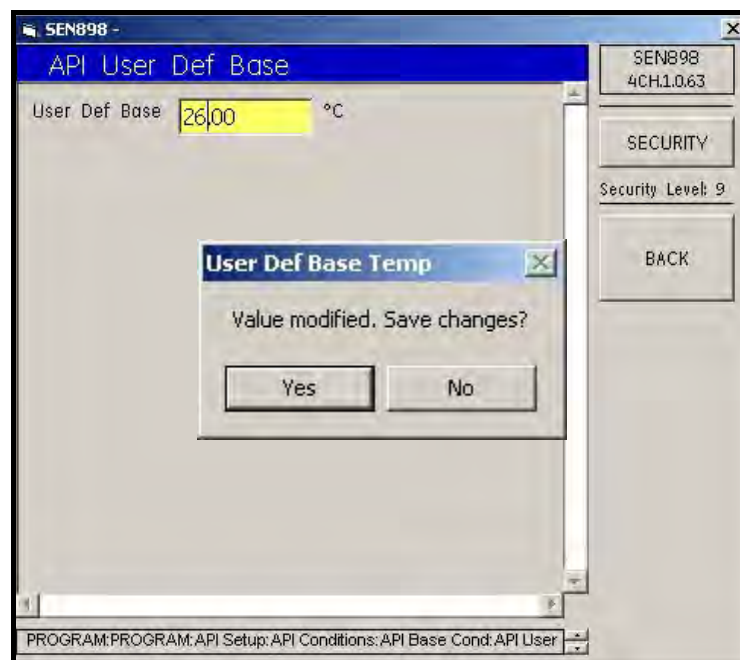 SEN898 -
API User Def Base
SEN898
4CH.1.0.63
User Def Base 26.00 °C
SECURITY
Security Level: 9
BACK
User Def Base Temp
Value modified. Save changes?
Yes No
PROGRAM:PROGRAM:API Setup:API Conditions:API Base Cond:API User